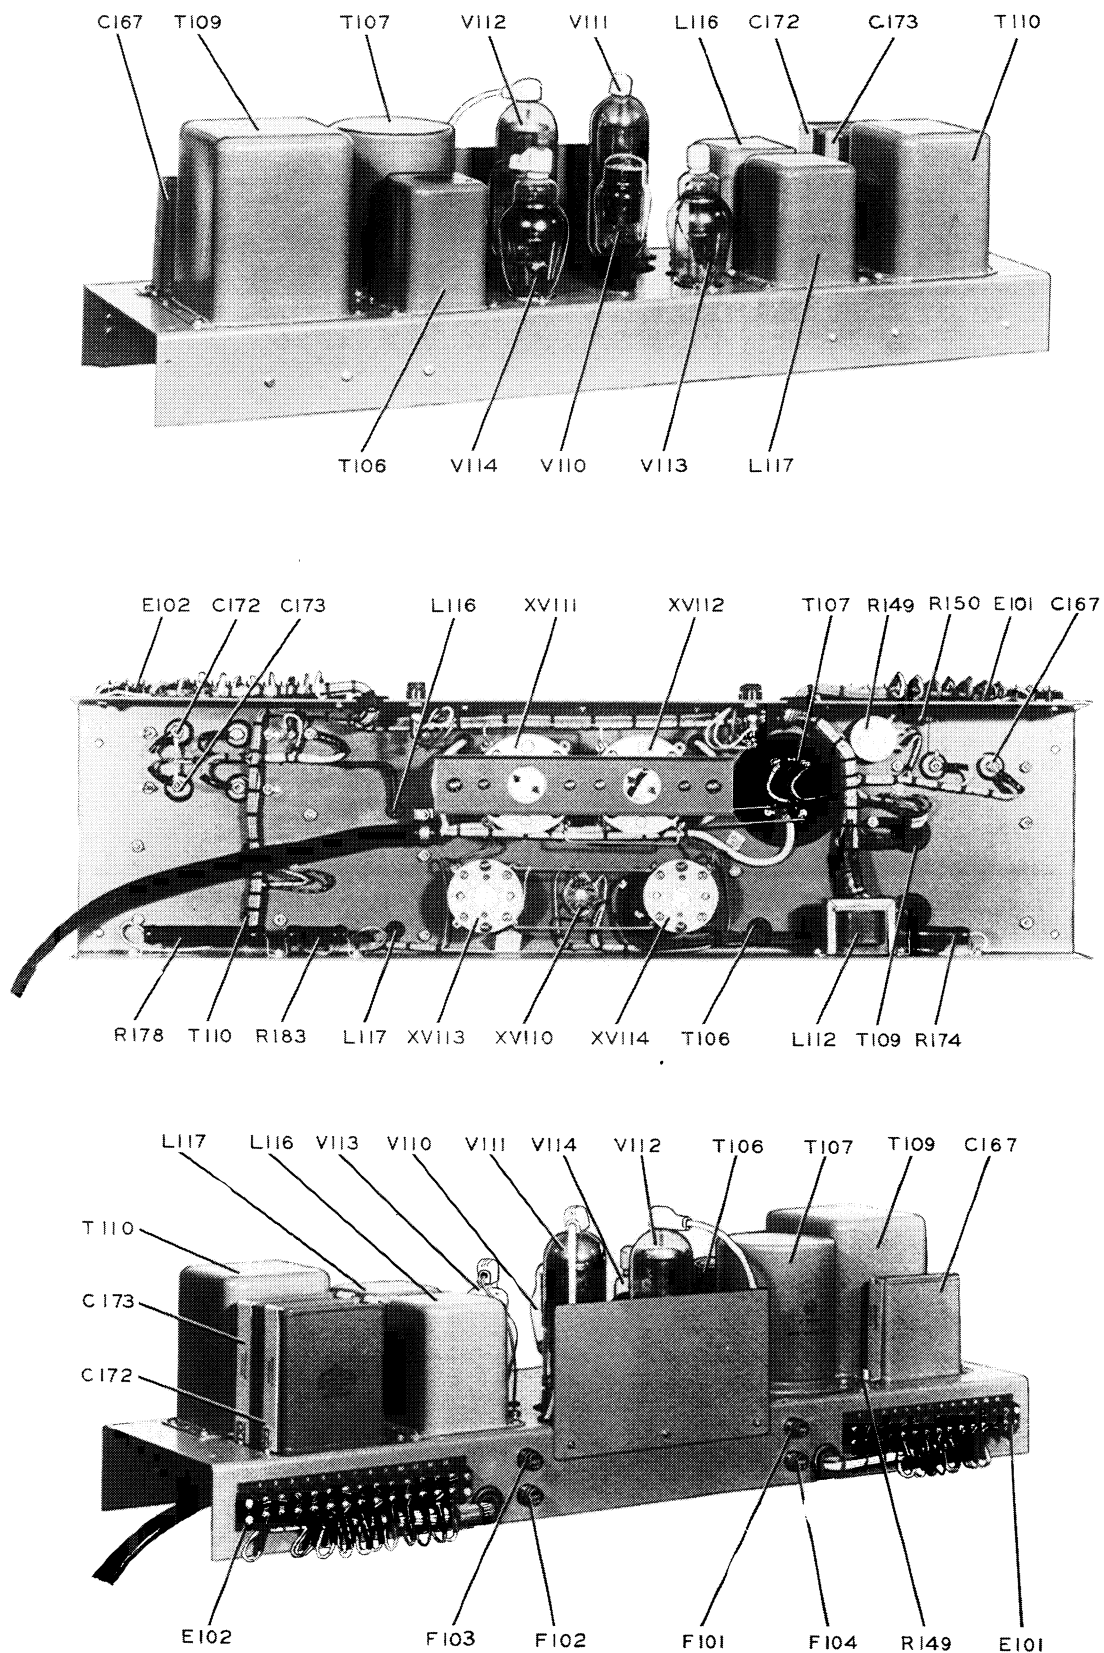 C167 T109 T107 V112 V111 L116 C172 C173 T110
T106 V114 V110 V113 L117
E102 C172 C173 L116 XV111 XV112 T107 R149 R150 E101 C167
R178 T110 R183 L117 XV113 XV110 XV114 T106 L112 T109 R174
L117 L116 V113 V110 V111 V114 V112 T106 T107 T109 C167
T110
C173
C172
E102 F103 F102 F101 F104 R149 E101